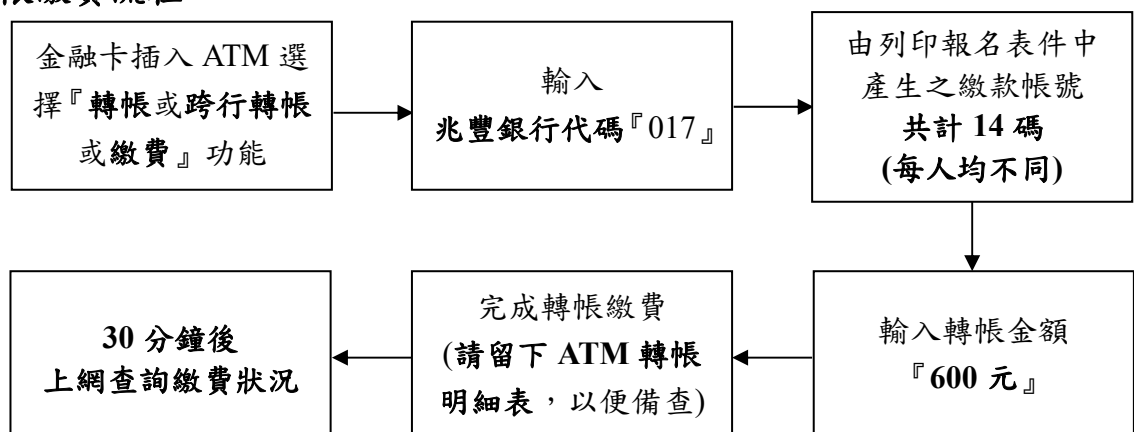 金融卡插入 ATM 選
擇『轉帳或跨行轉帳
或繳費』功能
輸入
兆豐銀行代碼『017』
由列印報名表件中
產生之繳款帳號
共計 14 碼
(每人均不同)
輸入轉帳金額
『600 元』
完成轉帳繳費
(請留下 ATM 轉帳
明細表，以便備查)
30 分鐘後
上網查詢繳費狀況